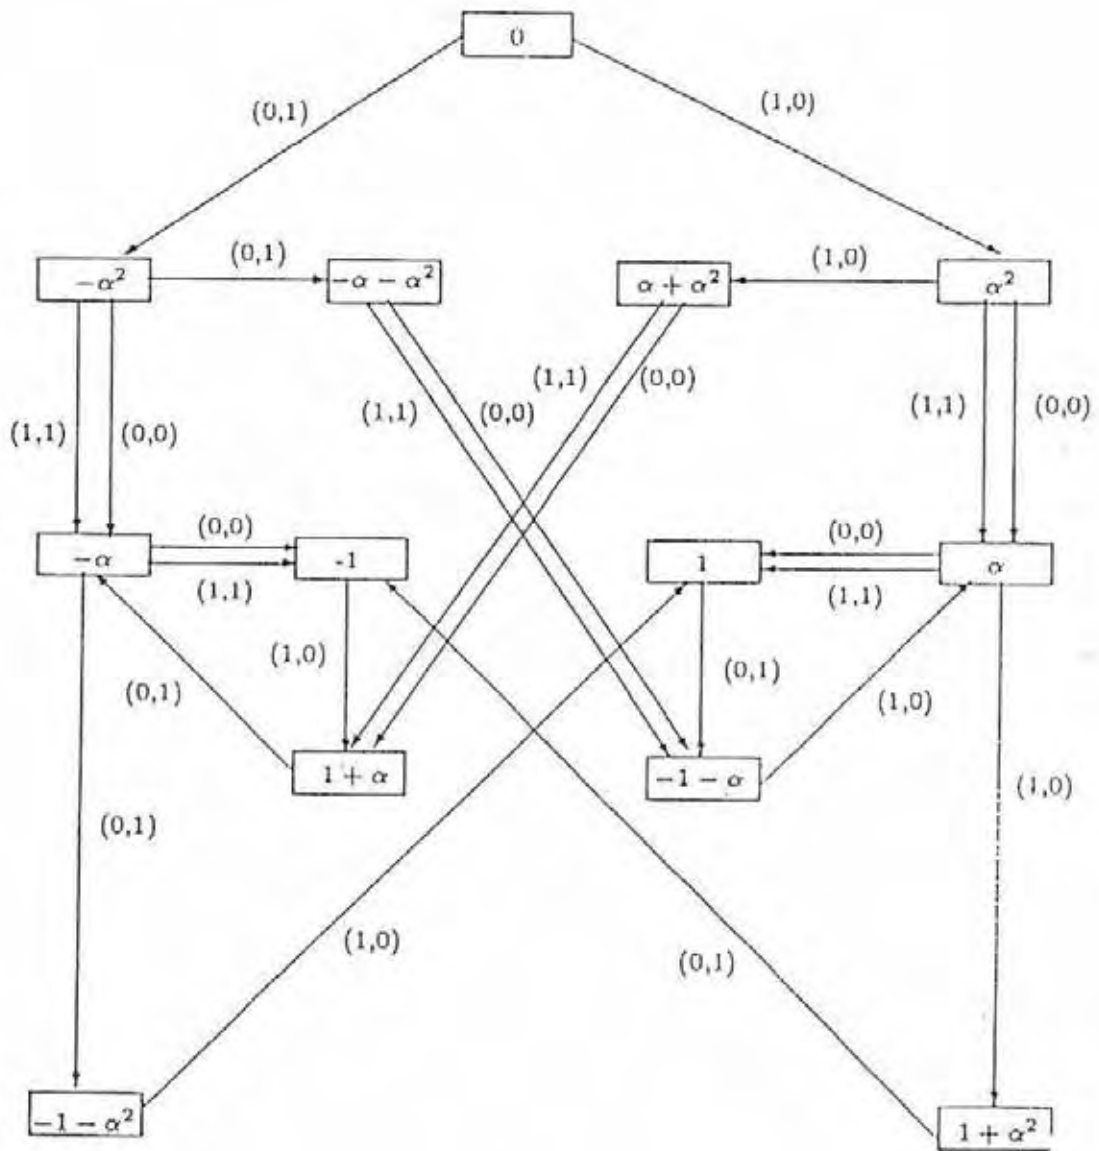 0
(0,1)
(1,0)
(0,1)
(1,0)
−α²
−α − α²
α + α²
α²
(1,1)
(0,0)
(1,1)
(0,0)
(1,1)
(0,0)
(1,1)
(0,0)
(0,0)
(0,0)
−α
-1
1
α
(1,1)
(1,1)
(1,0)
(0,1)
(0,1)
(1,0)
1 + α
−1 − α
(1,0)
(0,1)
(1,0)
(0,1)
−1 − α²
1 + α²